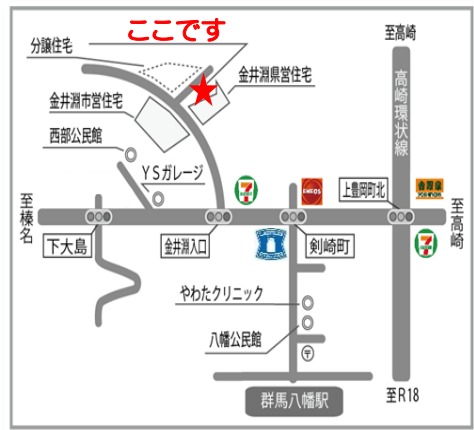 ここです
至高崎
分譲住宅
金井淵県営住宅
高崎環状線
金井淵市営住宅
西部公民館
YSガレージ
ENEOS
上豊岡町北
吉野家
至榛名
至高崎
下大島
金井淵入口
剣崎町
やわたクリニック
八幡公民館
〒
群馬八幡駅
至R18